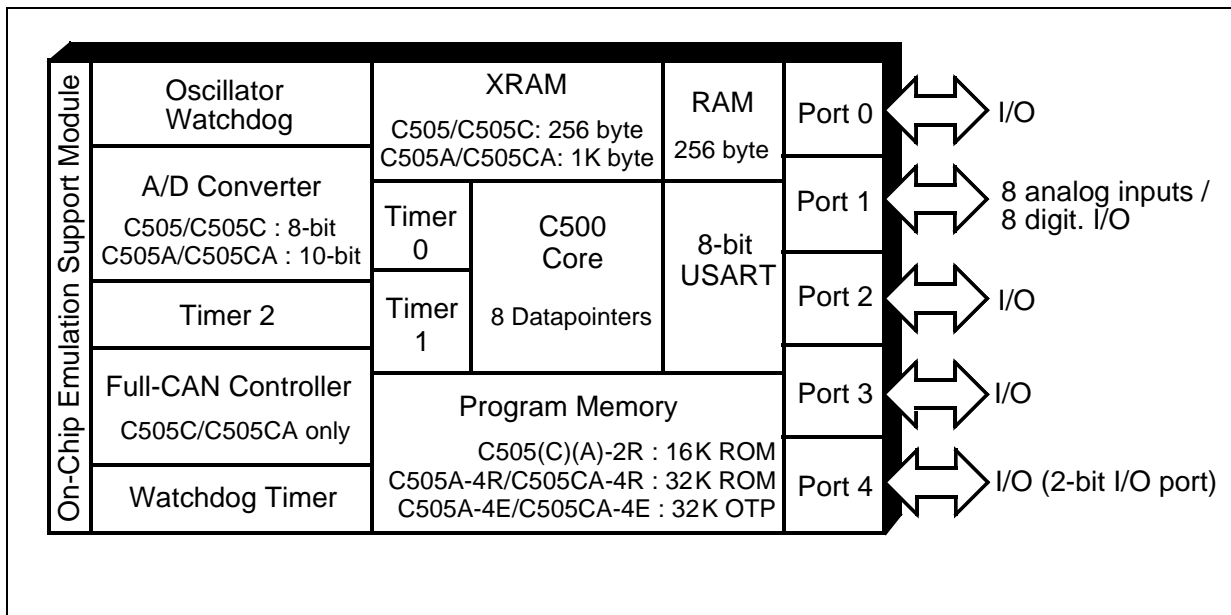 On-Chip Emulation Support Module
Oscillator
Watchdog
A/D Converter
C505/C505C : 8-bit
C505A/C505CA : 10-bit
Timer 2
Full-CAN Controller
C505C/C505CA only
Watchdog Timer
XRAM
C505/C505C: 256 byte
C505A/C505CA: 1K byte
RAM
256 byte
Timer
0
Timer
1
C500
Core
8 Datapointers
8-bit
USART
Program Memory
C505(C)(A)-2R : 16K ROM
C505A-4R/C505CA-4R : 32K ROM
C505A-4E/C505CA-4E : 32K OTP
Port 0
I/O
Port 1
8 analog inputs /
8 digit. I/O
Port 2
I/O
Port 3
I/O
Port 4
I/O (2-bit I/O port)